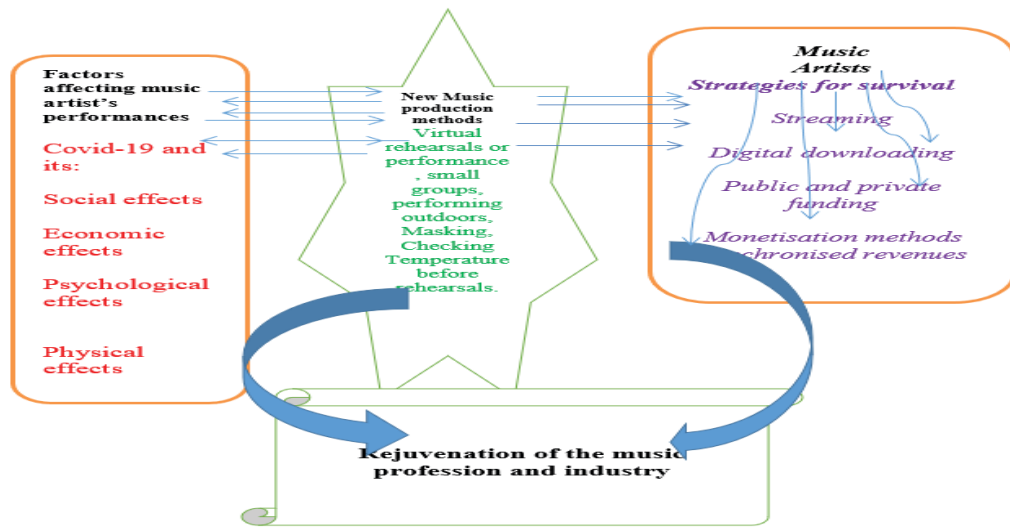 Factors
affecting music
artist's
performances
Covid-19 and
its:
Social effects
Economic
effects
Psychological
effects
Physical
effects
New Music
production
methods
Virtual
rehearsals or
performance
, small
groups,
performing
outdoors,
Masking,
Checking
Temperature
before
rehearsals.
Music
Artists
Strategies for survival
Streaming
Digital downloading
Public and private
funding
Monetisation methods
revenues
Rejuvenation of the music
profession and industry